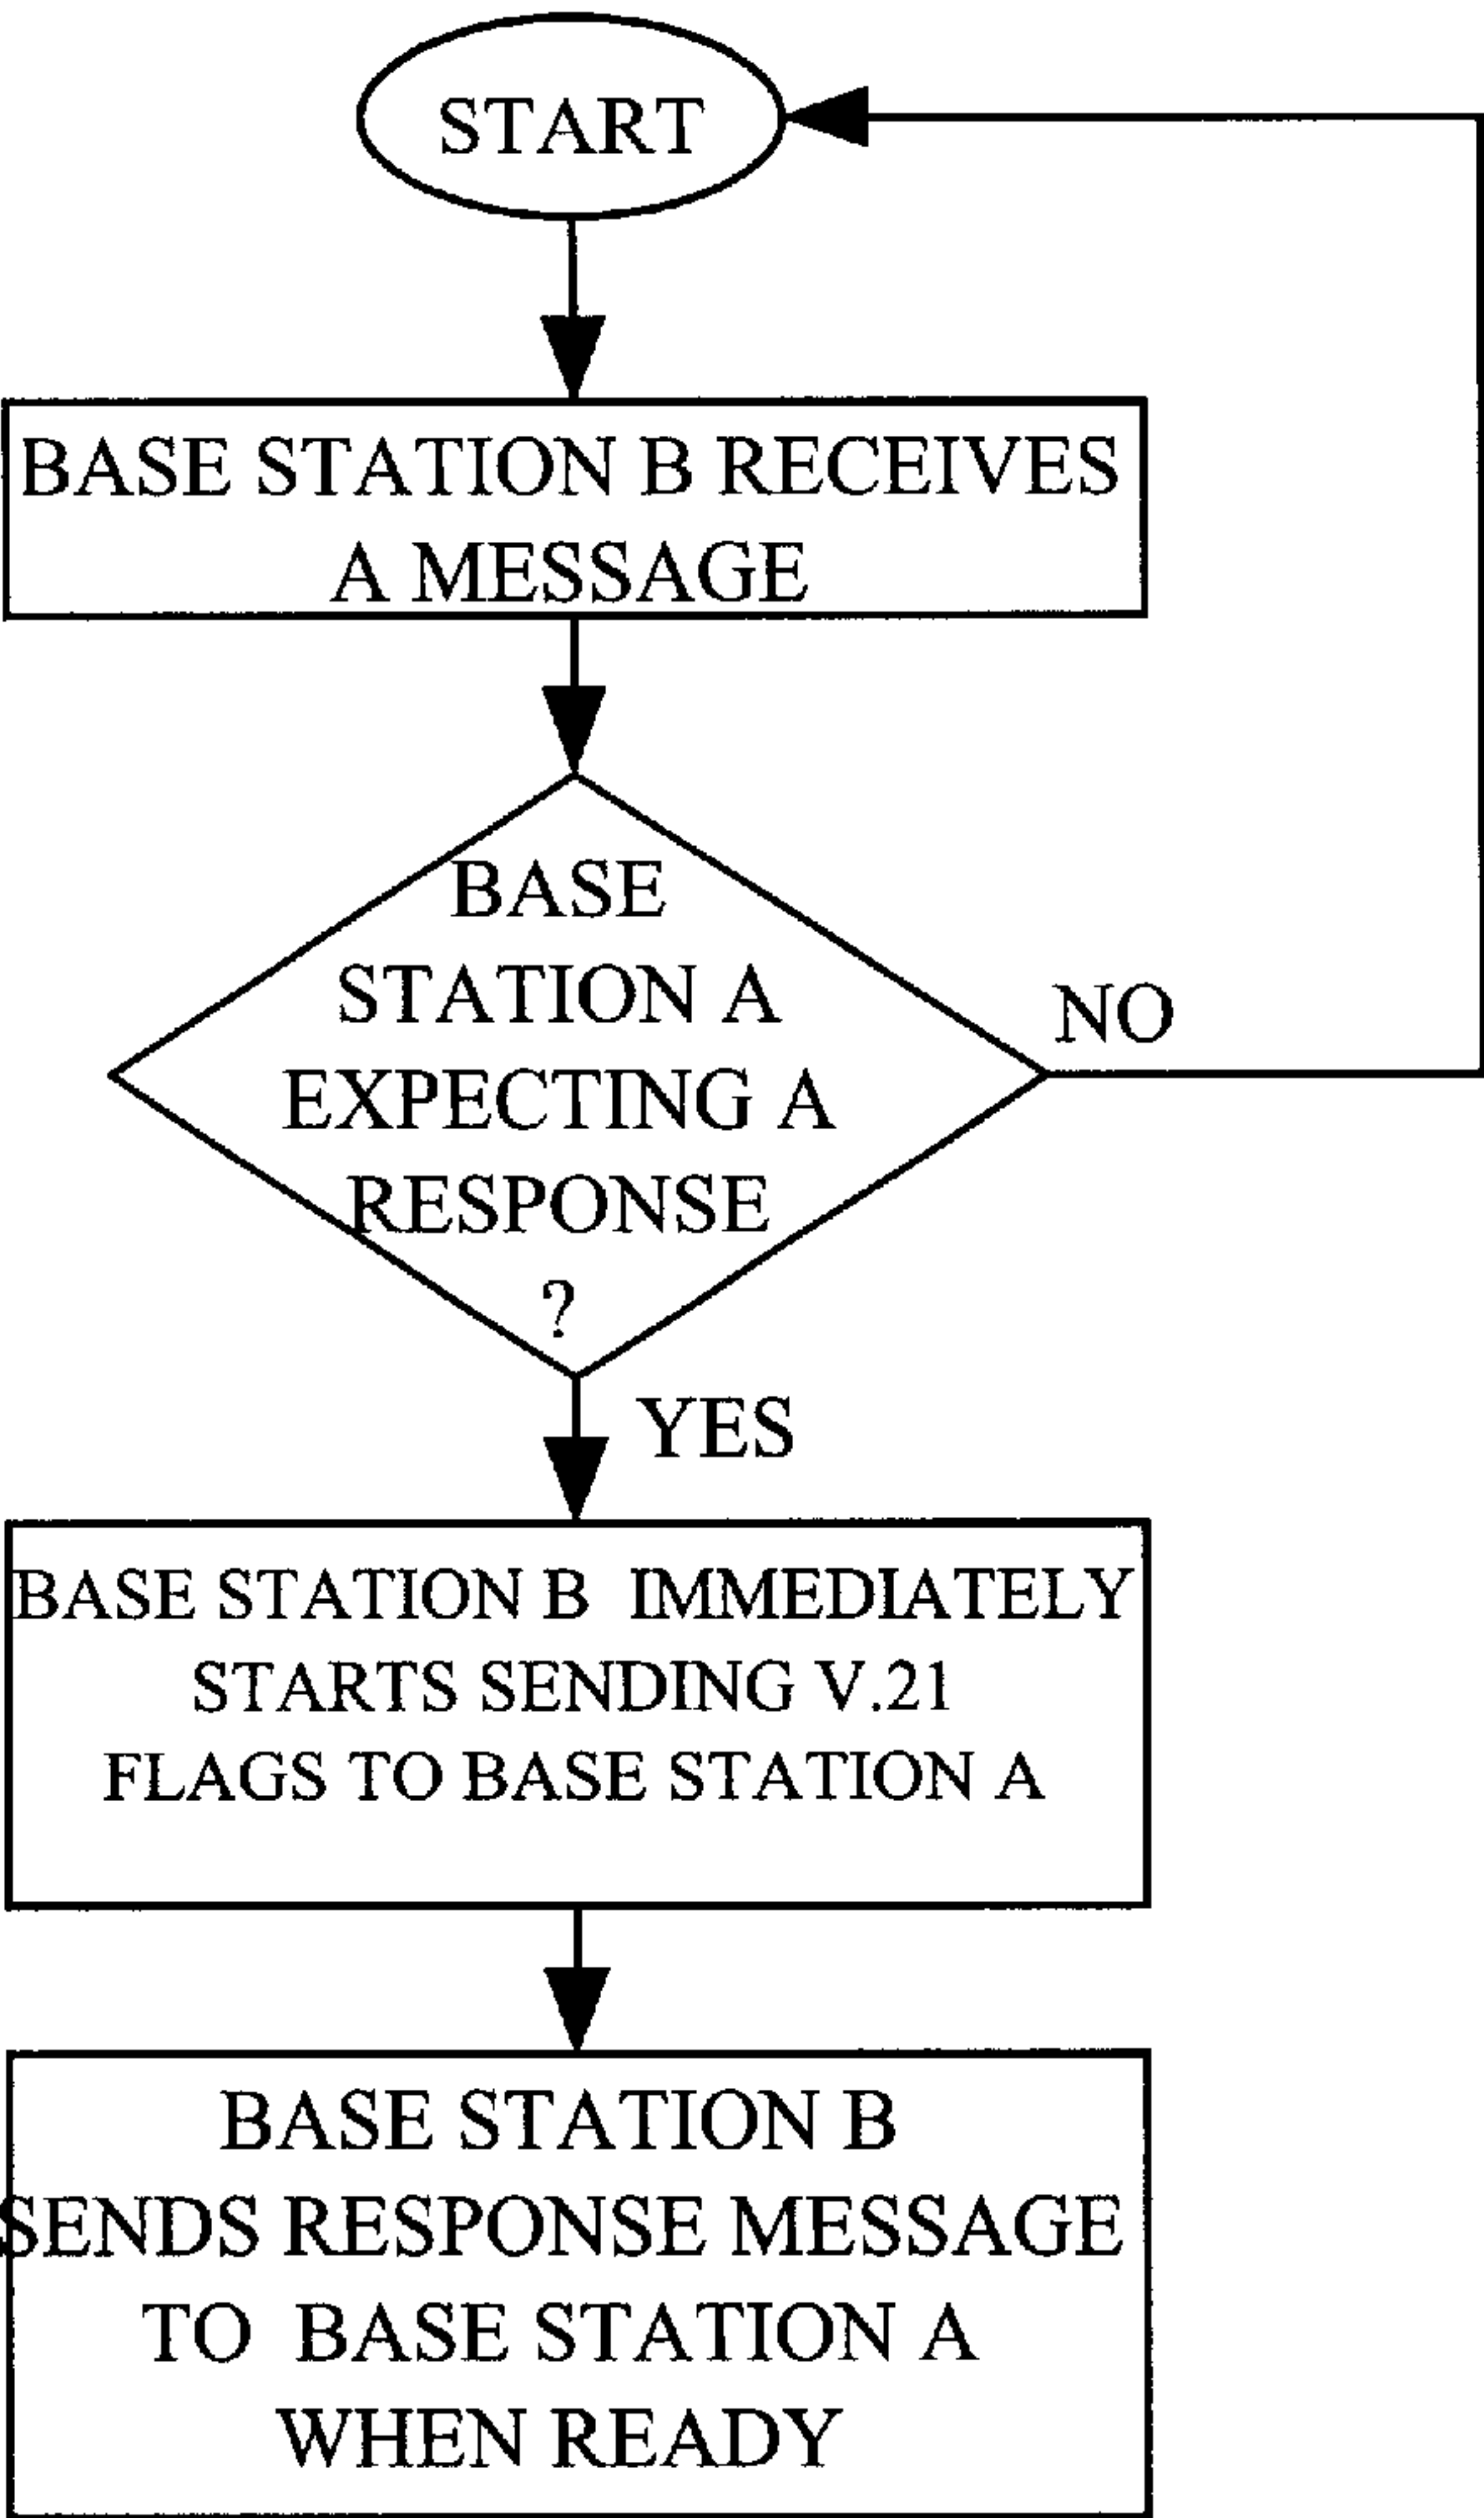 START
BASE STATION B RECEIVES
A MESSAGE
BASE
STATION A
EXPECTING A
RESPONSE
?
NO
YES
BASE STATION B IMMEDIATELY
STARTS SENDING V.21
FLAGS TO BASE STATION A
BASE STATION B
SENDS RESPONSE MESSAGE
TO BASE STATION A
WHEN READY